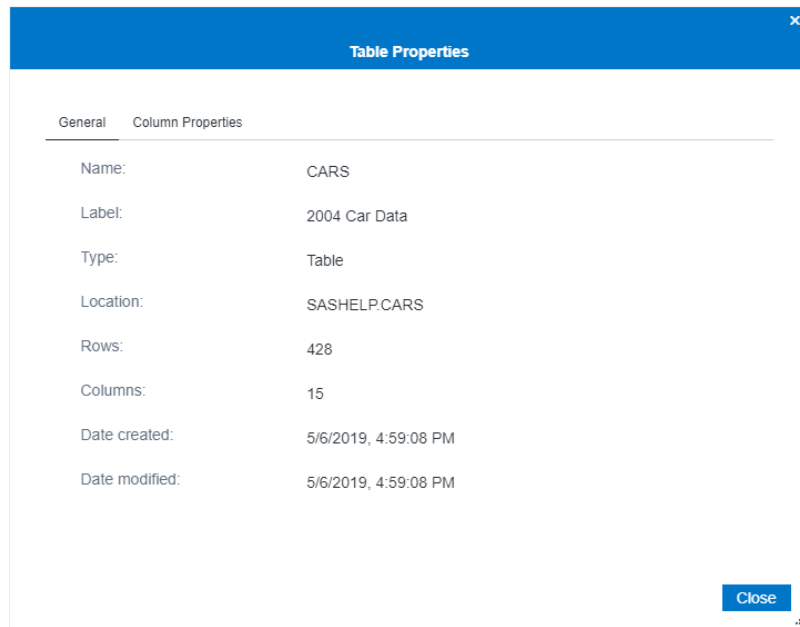 Table Properties
General Column Properties
Name: CARS
Label: 2004 Car Data
Type: Table
Location: SASHELP.CARS
Rows: 428
Columns: 15
Date created: 5/6/2019, 4:59:08 PM
Date modified: 5/6/2019, 4:59:08 PM
Close